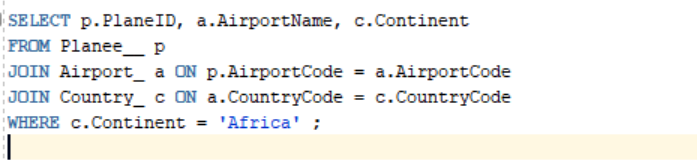 SELECT p.PlaneID, a.AirportName, c.Continent
FROM Planee__ p
JOIN Airport_ a ON p.AirportCode = a.AirportCode
JOIN Country_ c ON a.CountryCode = c.CountryCode
WHERE c.Continent = 'Africa' ;